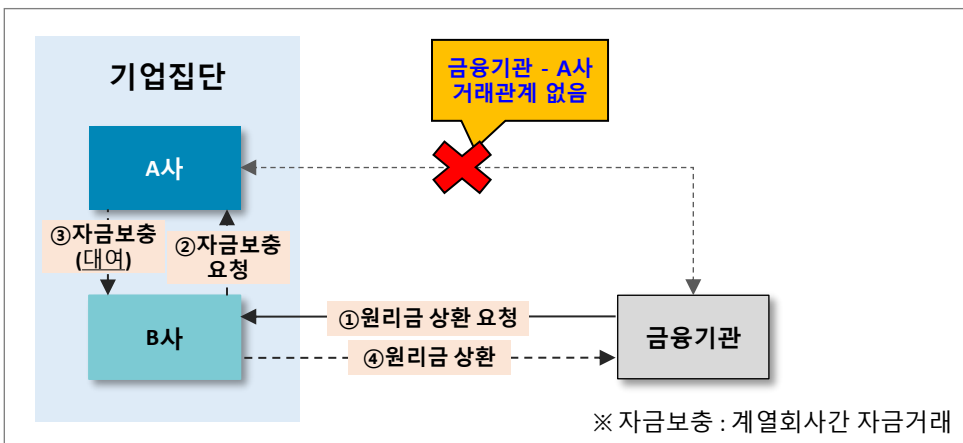 기업집단
금융기관 - A사
거래관계 없음
A사
③자금보충
(대여)
②자금보충
요청
B사
①원리금 상환 요청
④원리금 상환
금융기관
※ 자금보충 : 계열회사간 자금거래